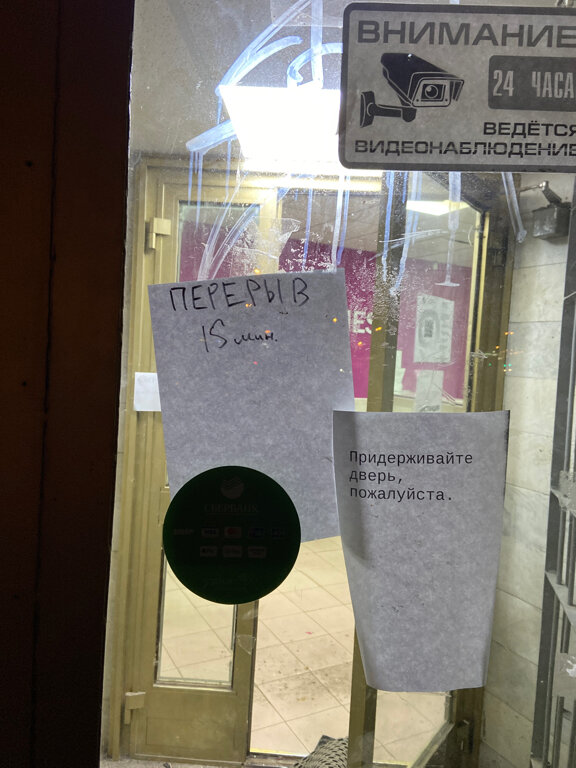 ВНИМАНИЕ
24 ЧАСА
ВЕДЁТСЯ
ВИДЕОНАБЛЮДЕНИЕ
ПЕРЕРЫВ
15 мин.
Придерживайте
дверь,
пожалуйста.
СБЕРБАНК